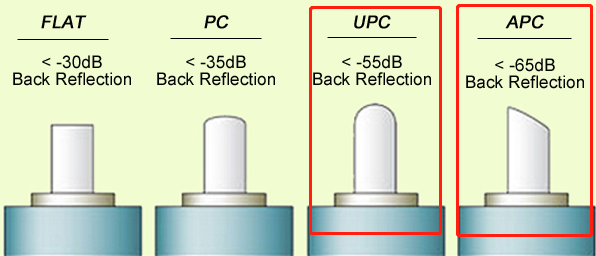 FLAT
< -30dB
Back Reflection
PC
< -35dB
Back Reflection
UPC
< -55dB
Back Reflection
APC
< -65dB
Back Reflection